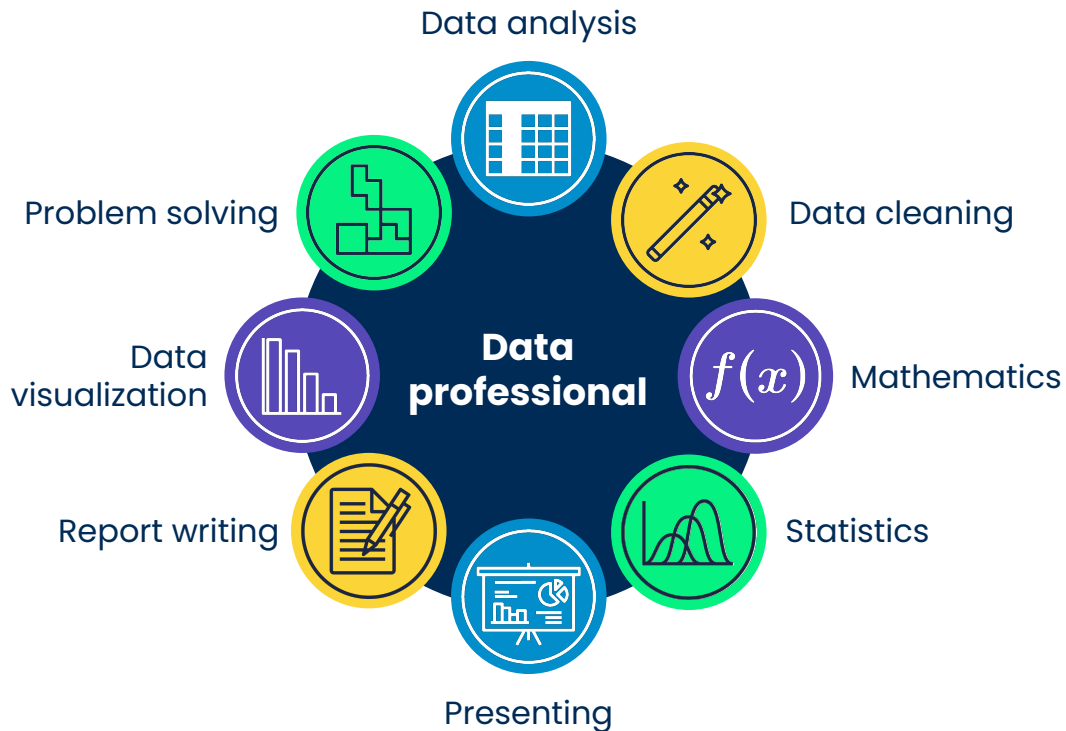 Data analysis
Problem solving
Data cleaning
Data
visualization
Data
professional
f(x)
Mathematics
Report writing
Statistics
Presenting